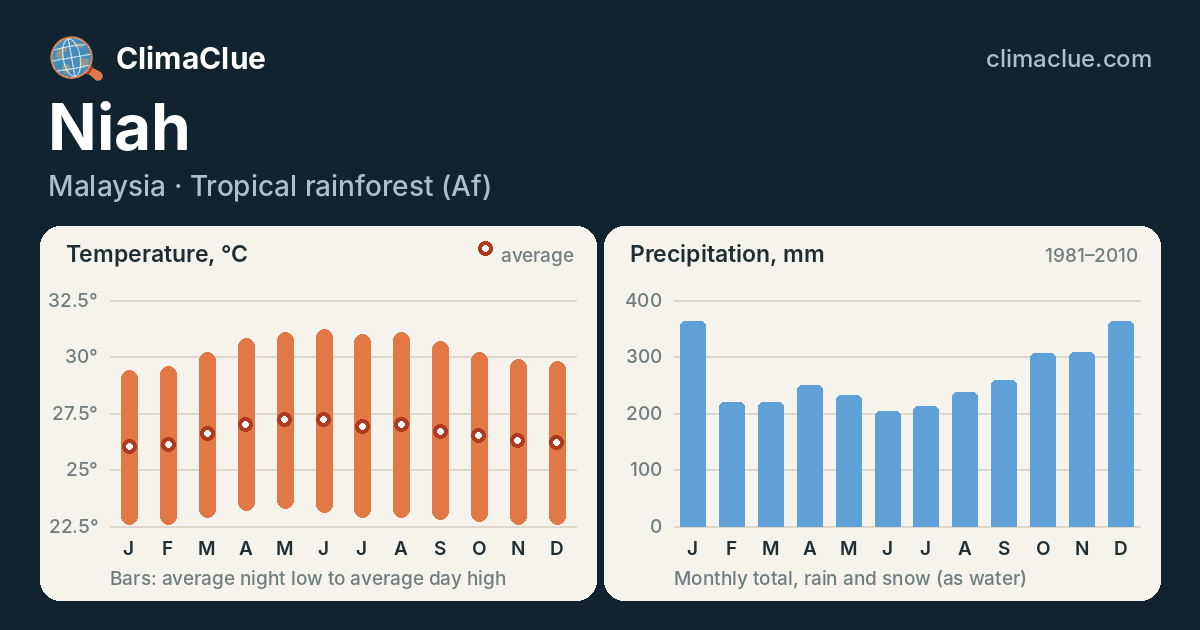 ClimaClue
climaclue.com
Niah
Malaysia · Tropical rainforest (Af)
Temperature, °C
average
32.5°
30°
27.5°
25°
22.5°
J F M A M J J A S O N D
Bars: average night low to average day high
Precipitation, mm
1981–2010
400
300
200
100
0
J F M A M J J A S O N D
Monthly total, rain and snow (as water)